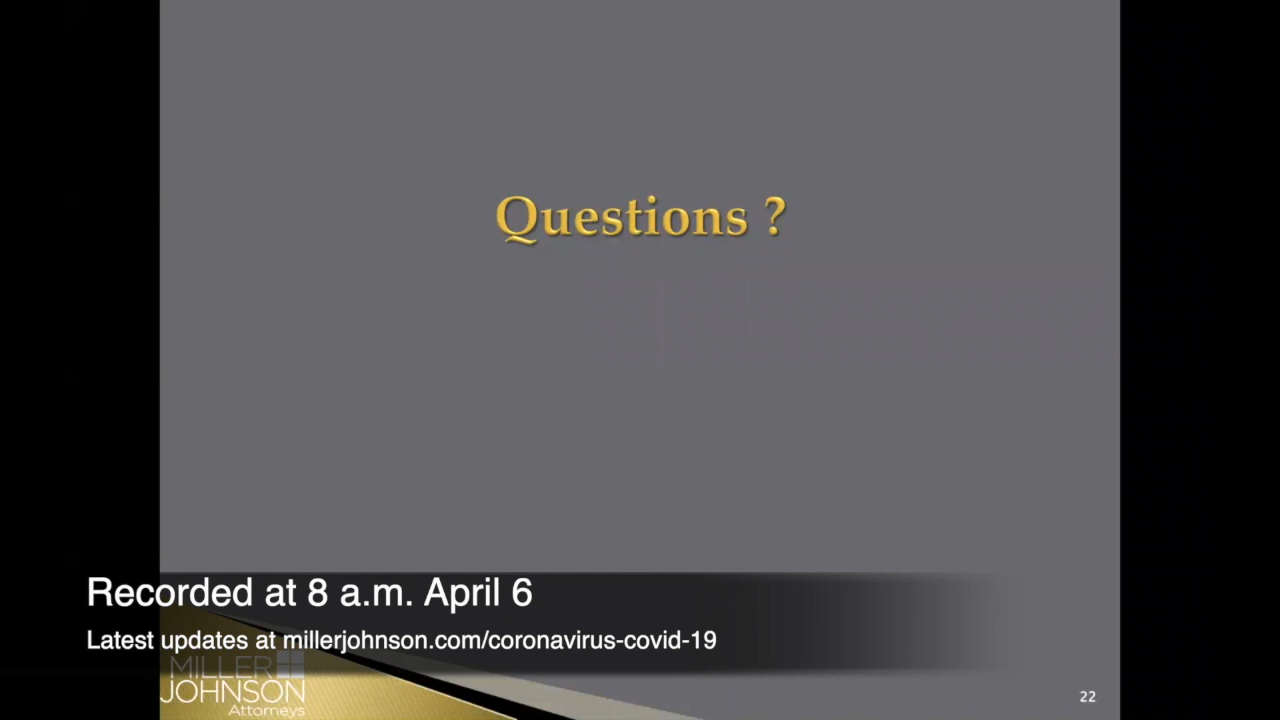 Questions ?
Recorded at 8 a.m. April 6
Latest updates at millerjohnson.com/coronavirus-covid-19
MILLER
JOHNSON
Attorneys
22